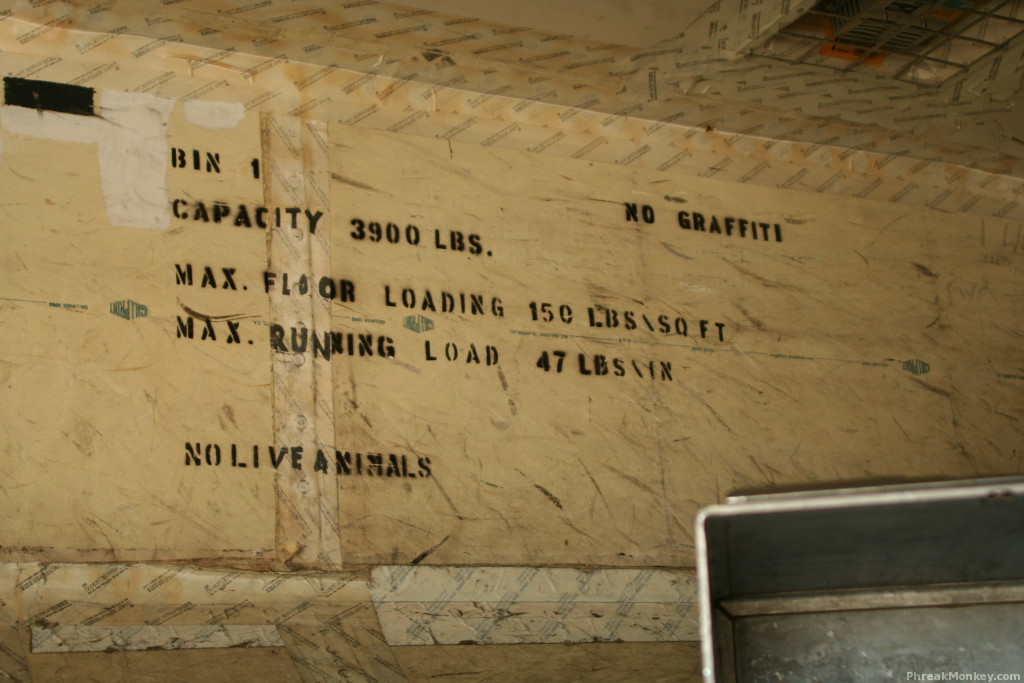 BIN 1
CAPACITY 3900 LBS.
NO GRAFFITI
MAX. FLOOR LOADING 150 LBS\SQ FT
MAX. RUNNING LOAD 47 LBS\IN
NO LIVE ANIMALS
GILLFAB
PhreakMonkey.com